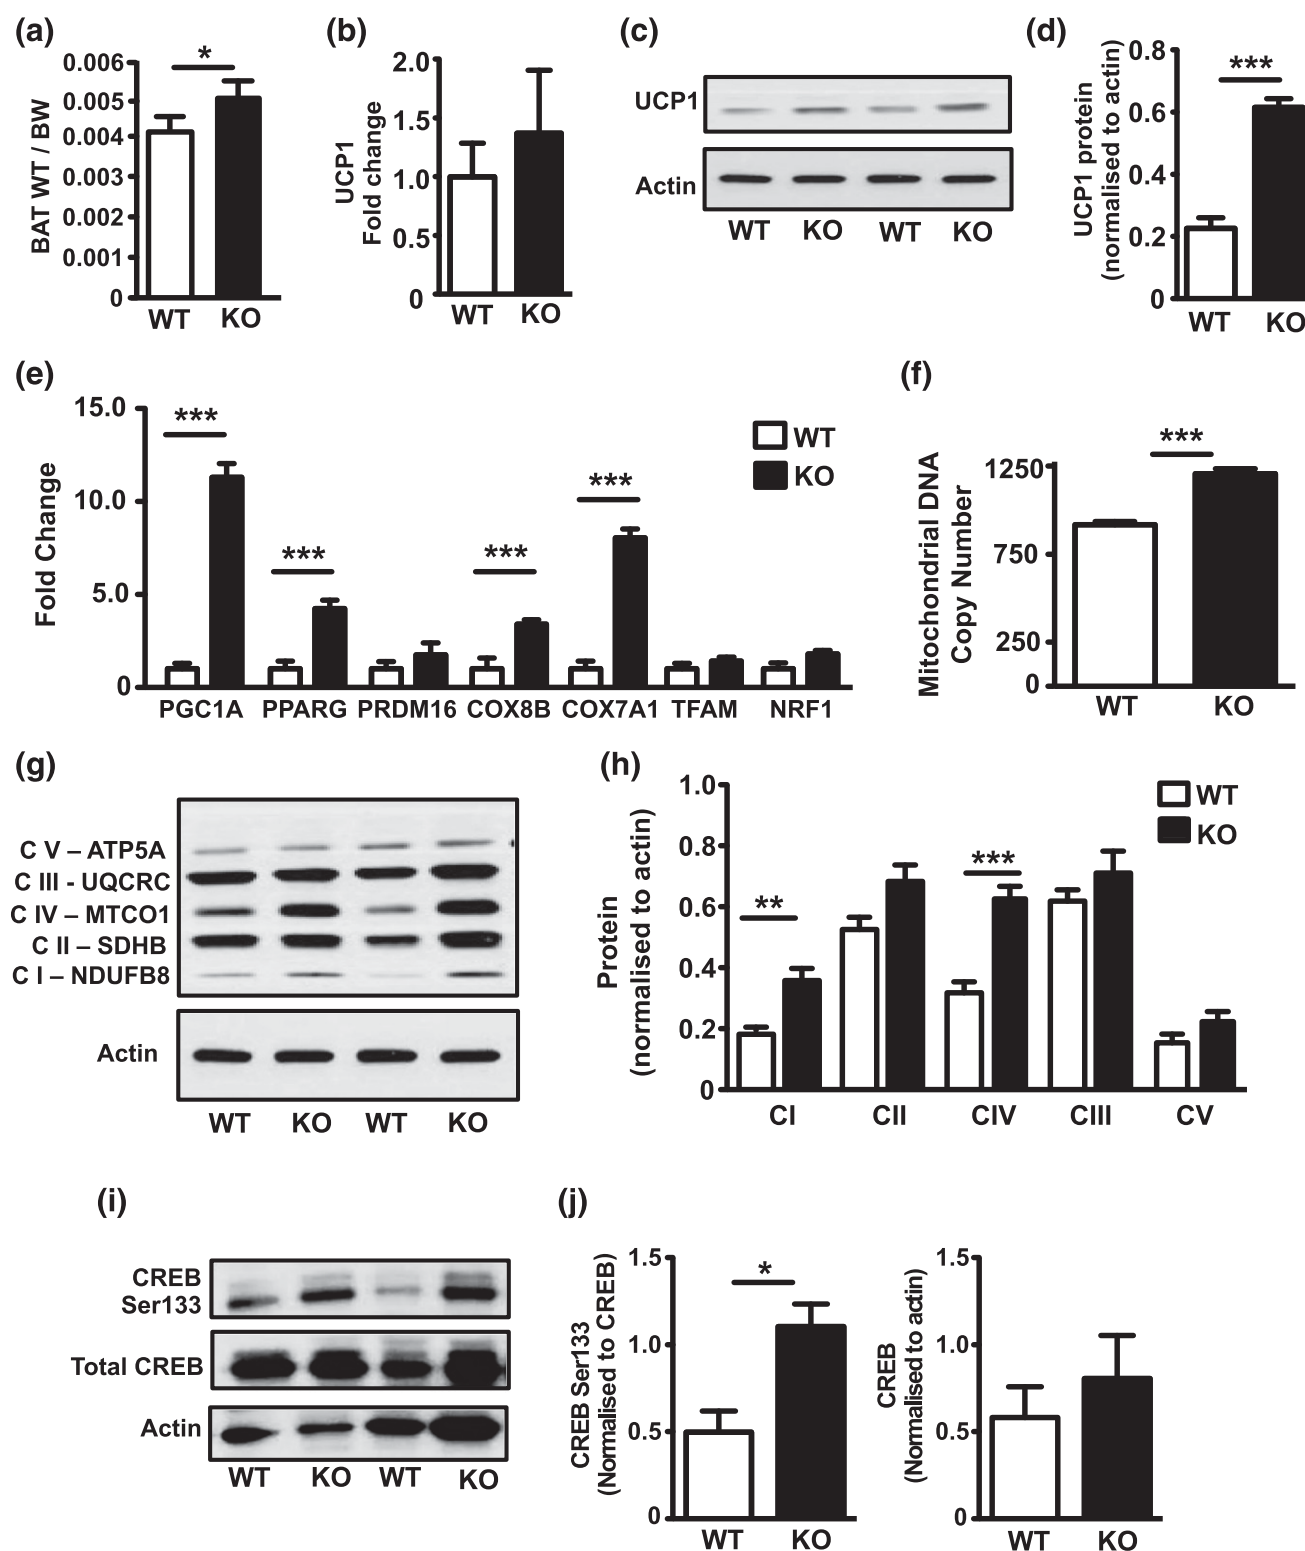 (a)
BAT WT / BW
0.006
0.005
0.004
0.003
0.002
0.001
0
*
WT KO
(b)
UCP1
Fold change
2.0
1.5
1.0
0.5
0
WT KO
(c)
UCP1
Actin
WT KO WT KO
(d)
UCP1 protein
(normalised to actin)
0.8
0.6
0.4
0.2
0
***
WT KO
(e)
Fold Change
15.0
10.0
5.0
0
***
***
***
***
WT
KO
PGC1A PPARG PRDM16 COX8B COX7A1 TFAM NRF1
(f)
Mitochondrial DNA
Copy Number
1250
750
250
0
***
WT KO
(g)
C V – ATP5A
C III - UQCRC
C IV – MTCO1
C II – SDHB
C I – NDUFB8
Actin
WT KO WT KO
(h)
Protein
(normalised to actin)
1.0
0.8
0.6
0.4
0.2
0
**
***
WT
KO
CI CII CIV CIII CV
(i)
CREB
Ser133
Total CREB
Actin
WT KO WT KO
(j)
CREB Ser133
(Normalised to CREB)
1.5
1.0
0.5
0
*
WT KO
CREB
(Normalised to actin)
1.5
1.0
0.5
0
WT KO